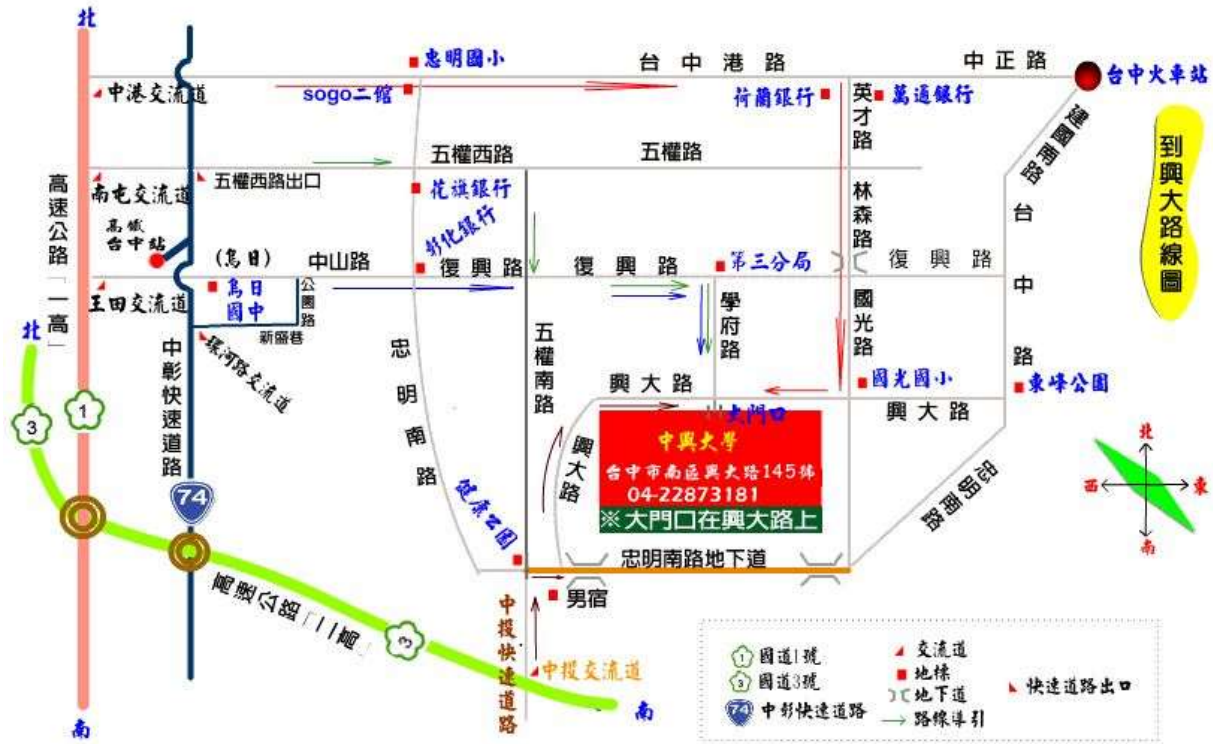 北
忠明國小
台中港路
中正路
台中火車站
中港交流道
sogo二館
荷蘭銀行
英才路
萬通銀行
建國南路
到興大路線圖
五權西路
五權路
南屯交流道
五權西路出口
花旗銀行
彰化銀行
林森路
台中路
高速公路「一高」
高鐵
台中站
(烏日)
中山路
復興路
復興路
第三分局
復興路
王田交流道
烏日
國中
公園路
新盛巷
環河路交流道
北
中彰快速道路
忠明南路
五權南路
學府路
國光路
國光國小
東峰公園
興大路
大門口
興大路
1
3
興大路
中興大學
台中市南區興大路145號
04-22873181
※大門口在興大路上
忠明南路
北
西
東
南
74
健康公園
忠明南路地下道
男宿
高速公路「二高」
3
中投快速道路
中投交流道
南
南
1 國道1號
3 國道3號
74 中彰快速道路
交流道
地標
地下道
路線導引
快速道路出口